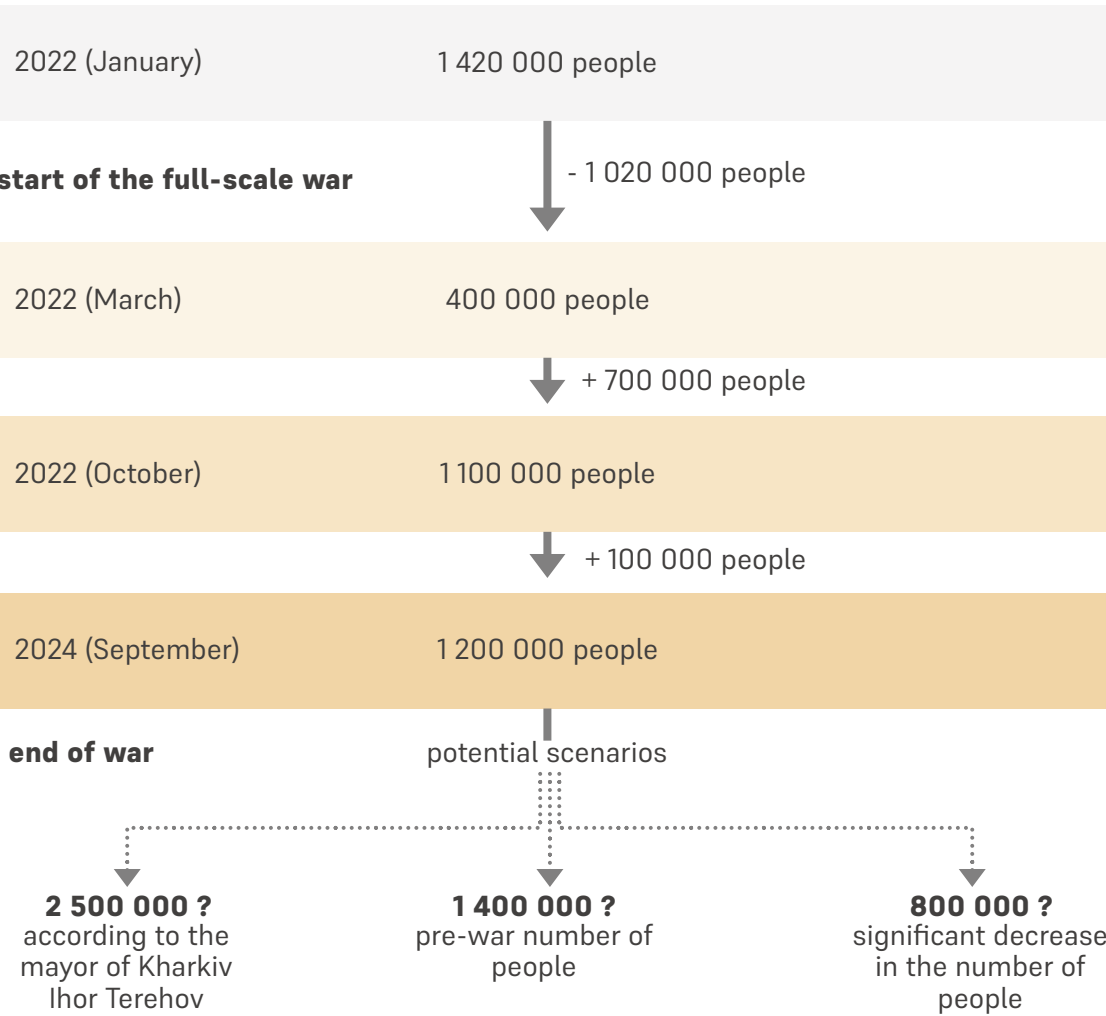 2022 (January) 1 420 000 people
start of the full-scale war - 1 020 000 people
2022 (March) 400 000 people
+ 700 000 people
2022 (October) 1 100 000 people
+ 100 000 people
2024 (September) 1 200 000 people
end of war potential scenarios
2 500 000 ?
according to the
mayor of Kharkiv
Ihor Terehov
1 400 000 ?
pre-war number of
people
800 000 ?
significant decrease
in the number of
people